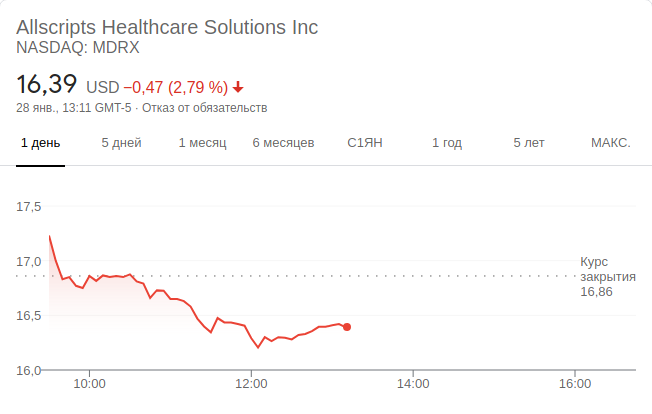 Allscripts Healthcare Solutions Inc
NASDAQ: MDRX
16,39 USD −0,47 (2,79 %)
28 янв., 13:11 GMT-5 · Отказ от обязательств
1 день 5 дней 1 месяц 6 месяцев С1ЯН 1 год 5 лет МАКС.
17,5
17,0
Курс
закрытия
16,86
16,5
16,0
10:00 12:00 14:00 16:00